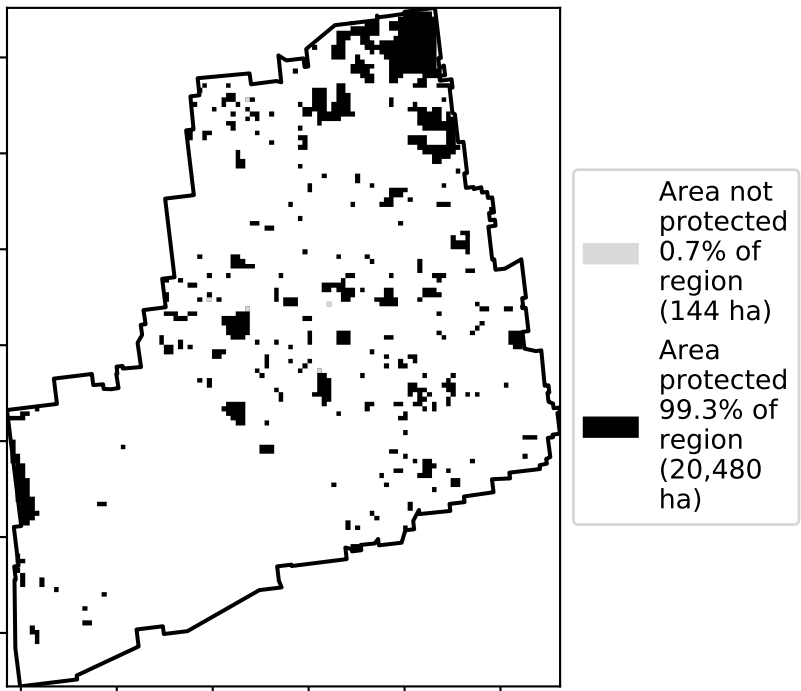 Area not
protected
0.7% of
region
(144 ha)
Area
protected
99.3% of
region
(20,480
ha)